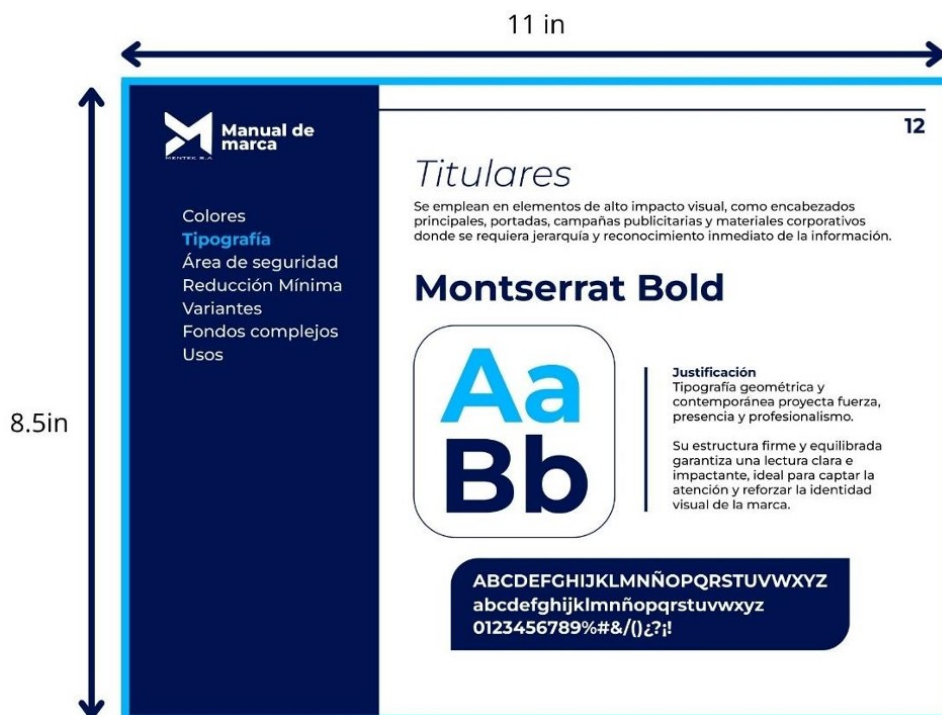 11 in
8.5in
Manual de
marca
MENTEK S.A
Colores
Tipografía
Área de seguridad
Reducción Mínima
Variantes
Fondos complejos
Usos
12
Titulares
Se emplean en elementos de alto impacto visual, como encabezados
principales, portadas, campañas publicitarias y materiales corporativos
donde se requiera jerarquía y reconocimiento inmediato de la información.
Montserrat Bold
Aa
Bb
Justificación
Tipografía geométrica y
contemporánea proyecta fuerza,
presencia y profesionalismo.
Su estructura firme y equilibrada
garantiza una lectura clara e
impactante, ideal para captar la
atención y reforzar la identidad
visual de la marca.
ABCDEFGHIJKLMNÑOPQRSTUVWXYZ
abcdefghijklmnñopqrstuvwxyz
0123456789%#&/()¿?¡!